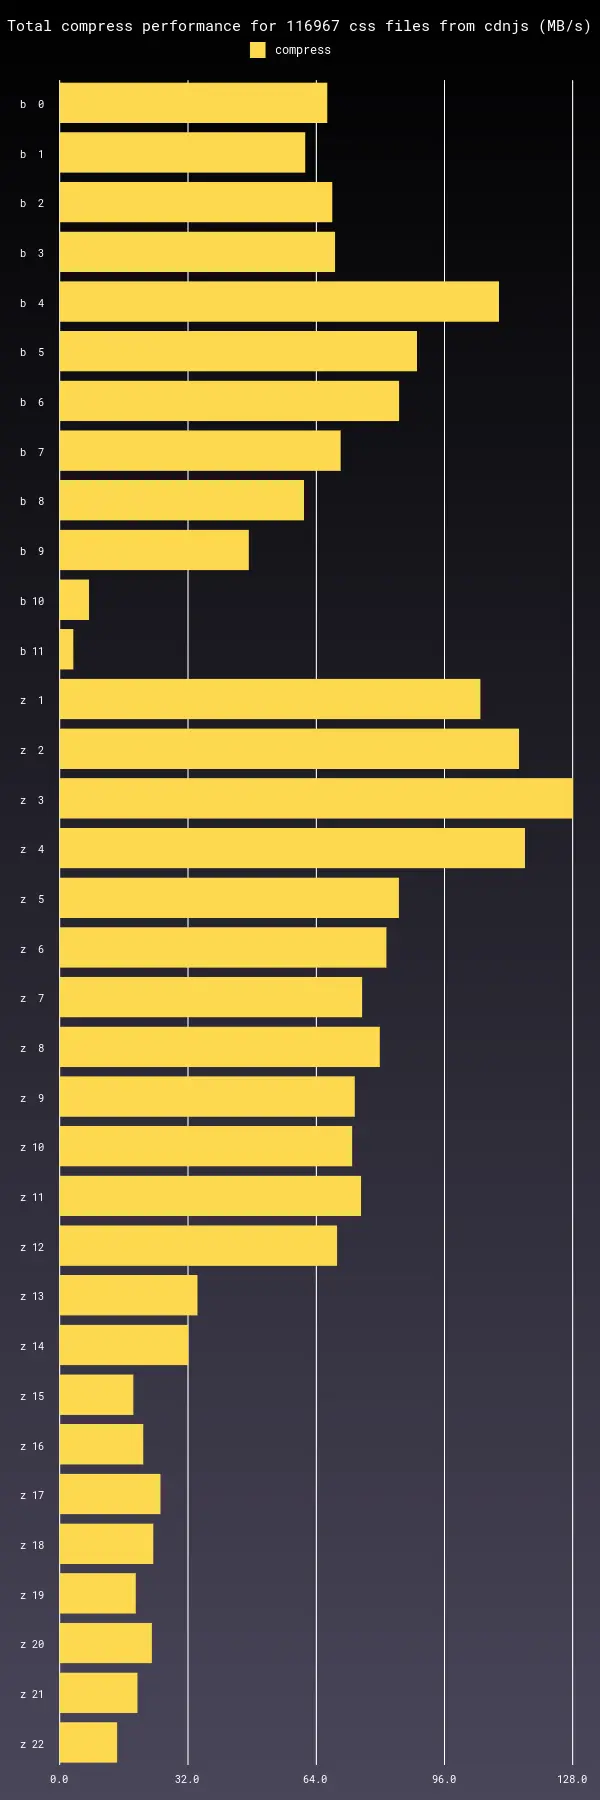 Total compress performance for 116967 css files from cdnjs (MB/s)
compress
b 0
b 1
b 2
b 3
b 4
b 5
b 6
b 7
b 8
b 9
b 10
b 11
z 1
z 2
z 3
z 4
z 5
z 6
z 7
z 8
z 9
z 10
z 11
z 12
z 13
z 14
z 15
z 16
z 17
z 18
z 19
z 20
z 21
z 22
0.0 32.0 64.0 96.0 128.0